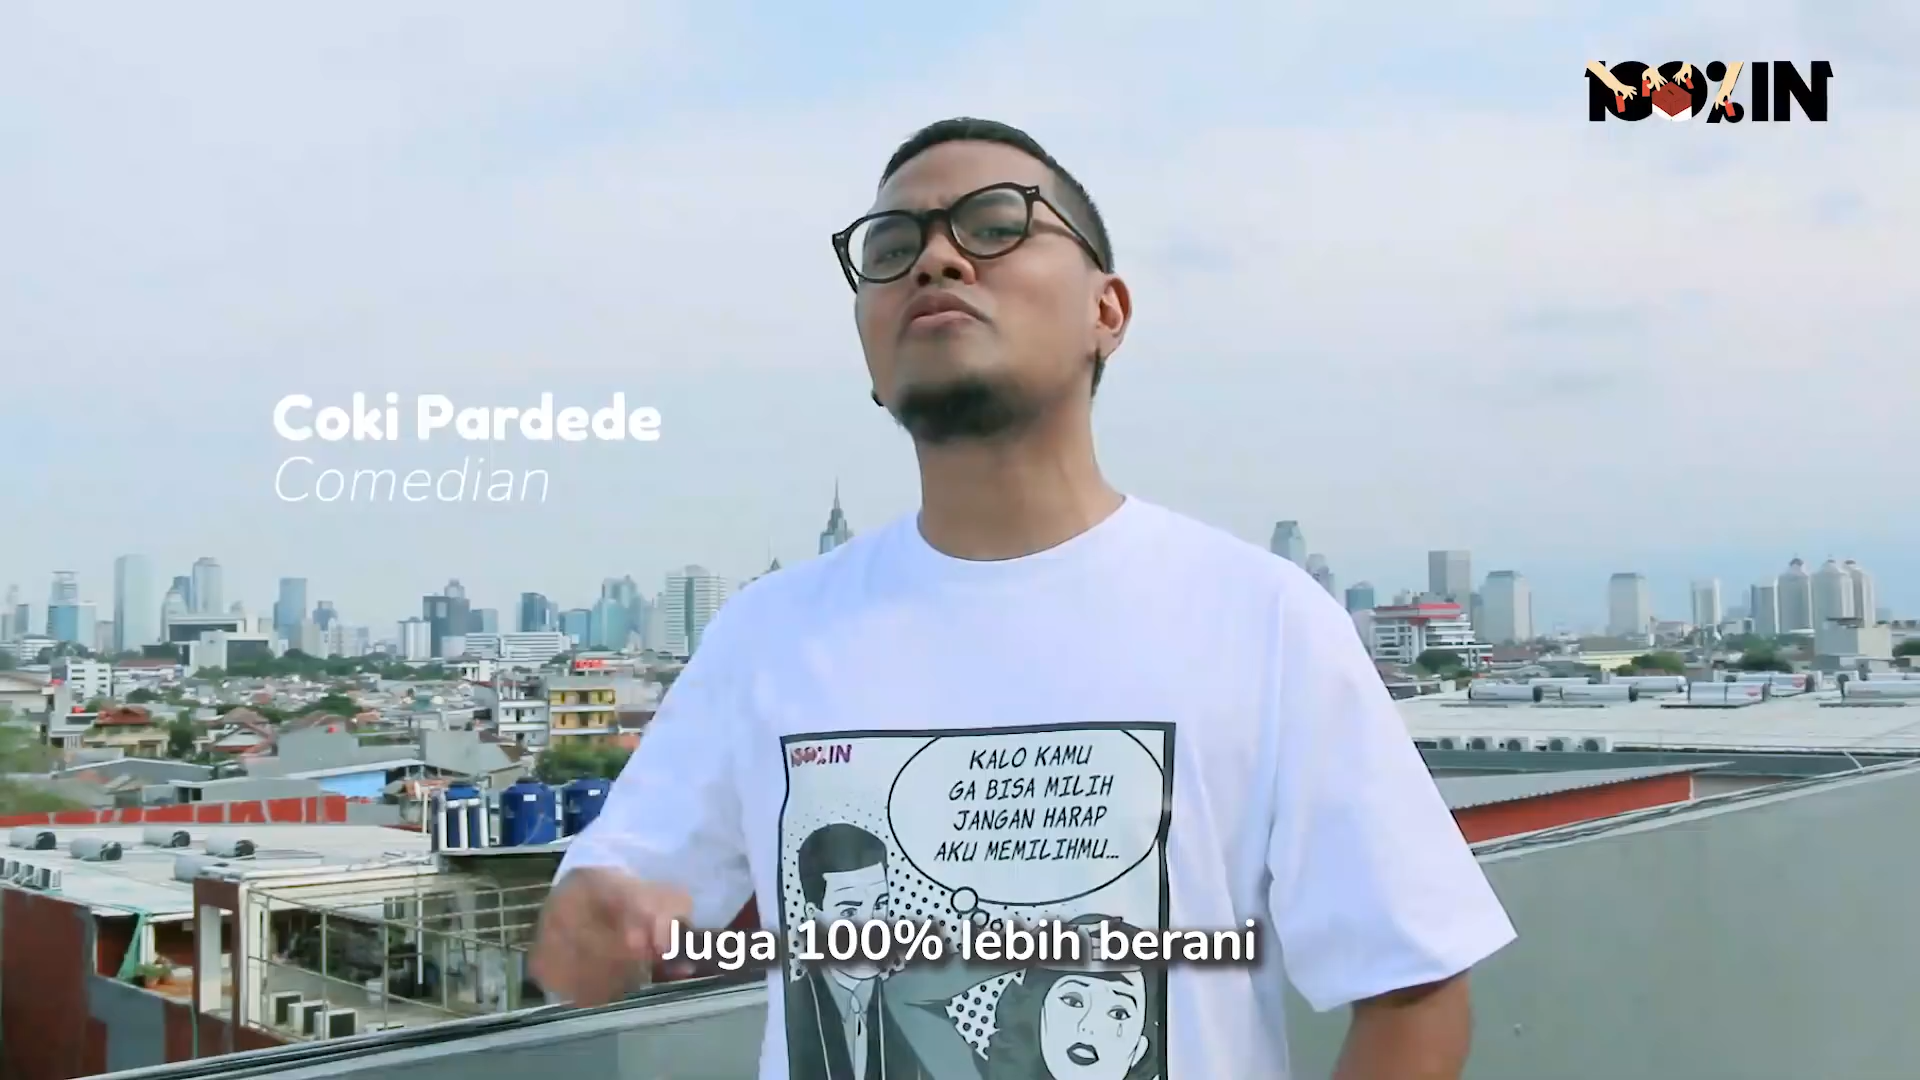 100%IN
Coki Pardede
Comedian
100%IN
KALO KAMU
GA BISA MILIH
JANGAN HARAP
AKU MEMILIHMU...
Juga 100% lebih berani